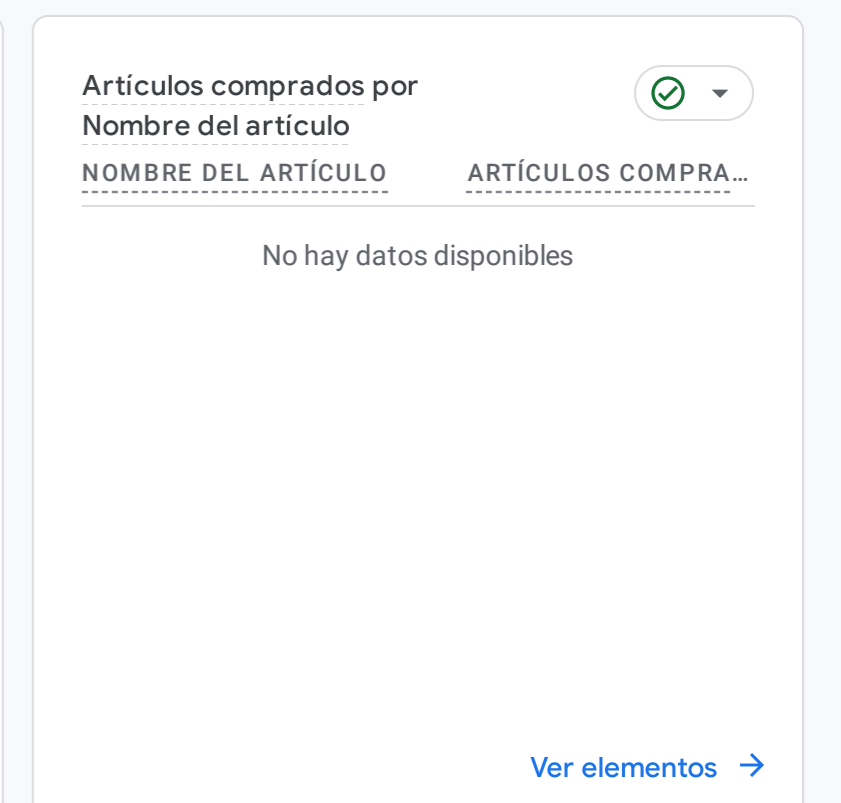 Artículos comprados por
Nombre del artículo
NOMBRE DEL ARTÍCULO
ARTÍCULOS COMPRA…
No hay datos disponibles
Ver elementos